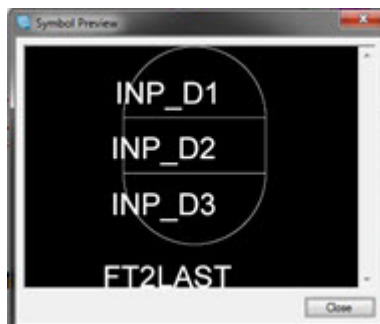 Symbol Preview
INP_D1
INP_D2
INP_D3
FT2LAST
Close